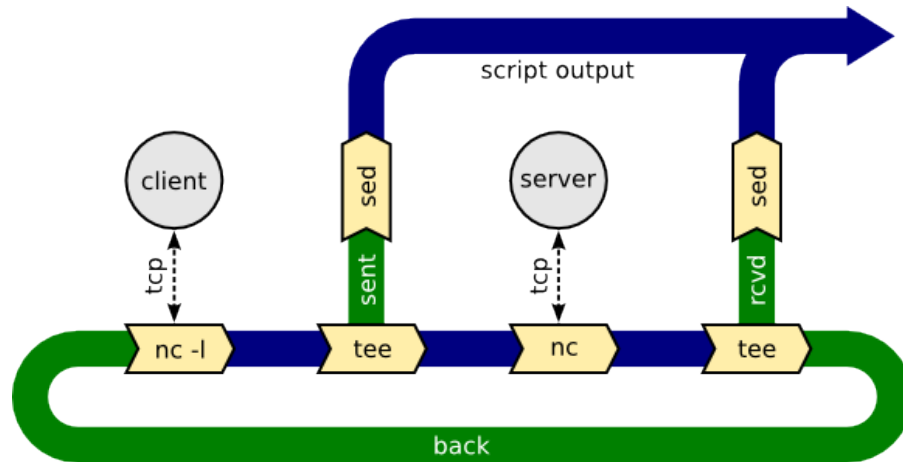 script output
client
sed
server
sed
tcp
sent
tcp
rcvd
nc -l
tee
nc
tee
back